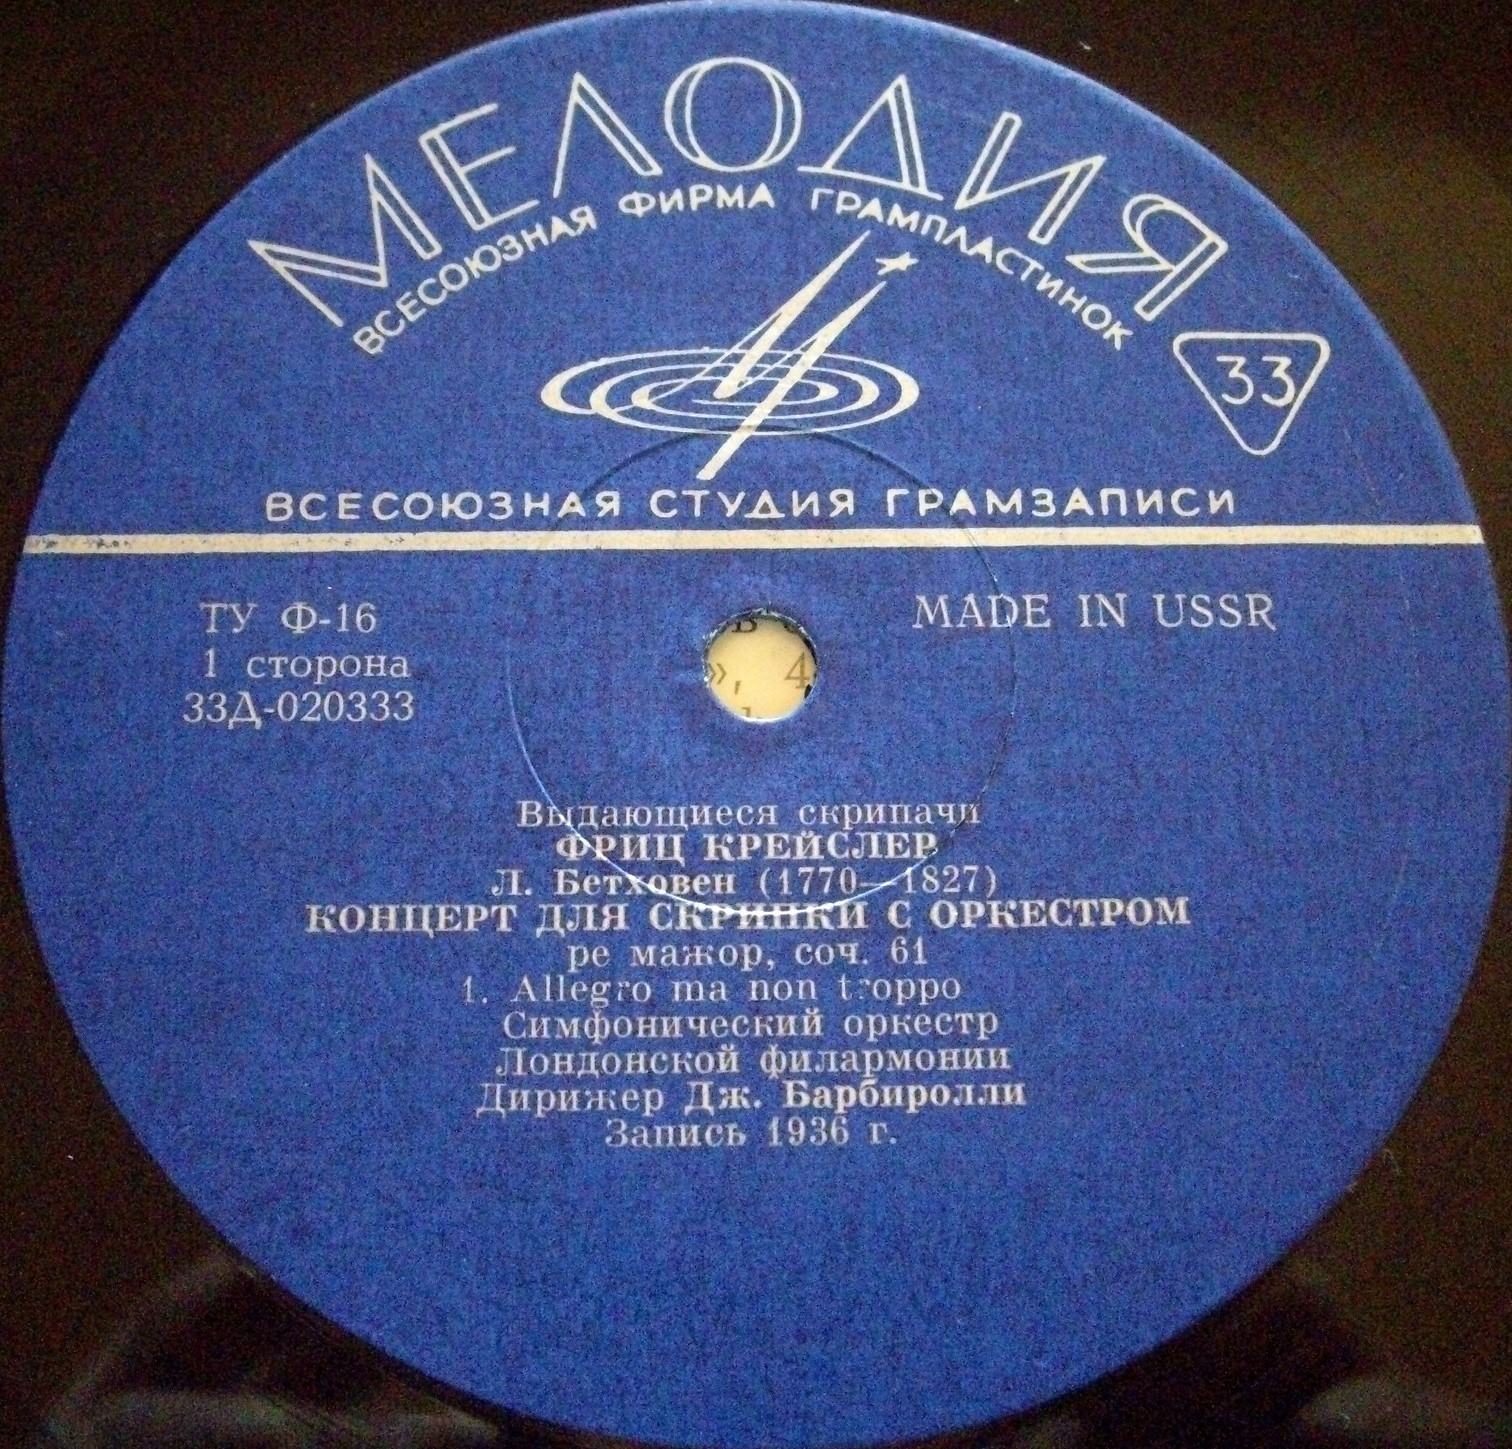 МЕЛОДИЯ
ВСЕСОЮЗНАЯ ФИРМА ГРАМПЛАСТИНОК
33
ВСЕСОЮЗНАЯ СТУДИЯ ГРАМЗАПИСИ
ТУ Ф-16
MADE IN USSR
1 сторона
33Д-020333
», 4
Выдающиеся скрипачи
ФРИЦ КРЕЙСЛЕР
Л. Бетховен (1770—1827)
КОНЦЕРТ ДЛЯ СКРИПКИ С ОРКЕСТРОМ
ре мажор, соч. 61
1. Allegro ma non troppo
Симфонический оркестр
Лондонской филармонии
Дирижер Дж. Барбиролли
Запись 1936 г.